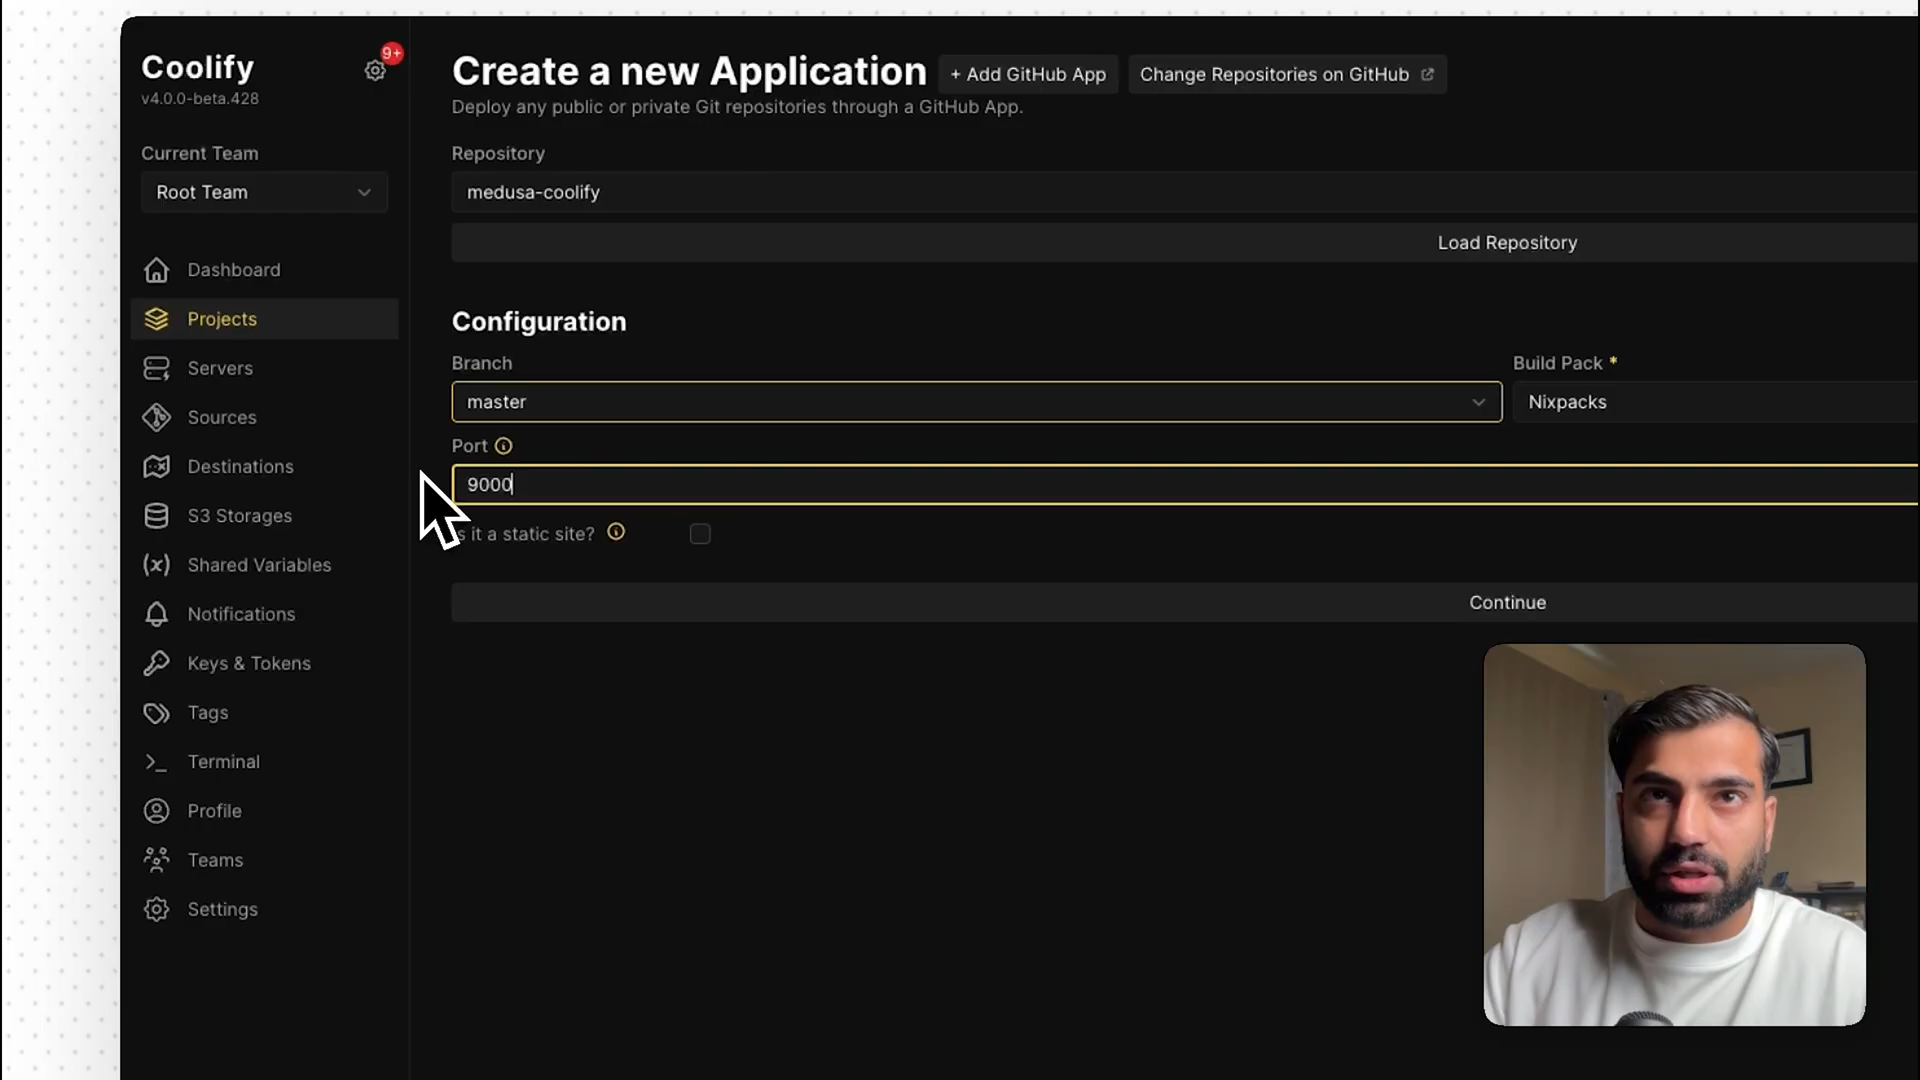 Coolify
9+
v4.0.0-beta.428
Current Team
Root Team
Dashboard
Projects
Servers
Sources
Destinations
S3 Storages
Shared Variables
Notifications
Keys & Tokens
Tags
Terminal
Profile
Teams
Settings
Create a new Application
+ Add GitHub App
Change Repositories on GitHub
Deploy any public or private Git repositories through a GitHub App.
Repository
medusa-coolify
Load Repository
Configuration
Branch
master
Build Pack *
Nixpacks
Port
9000
s it a static site?
Continue